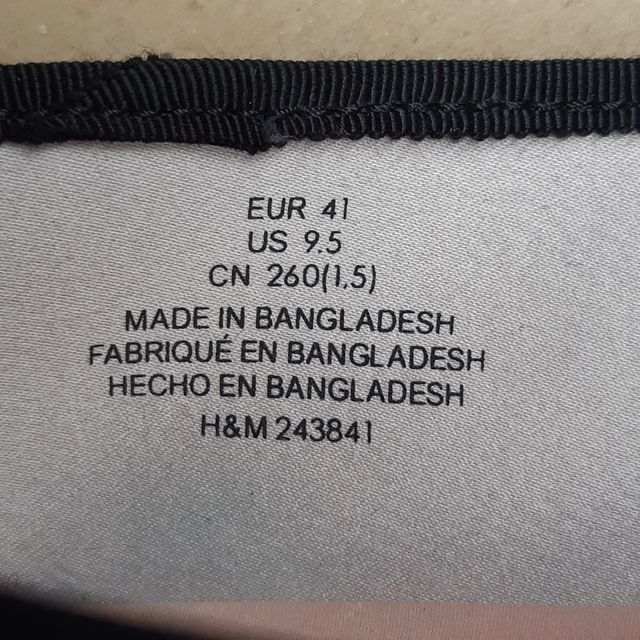 EUR 41
US 9.5
CN 260(1.5)
MADE IN BANGLADESH
FABRIQUÉ EN BANGLADESH
HECHO EN BANGLADESH
H&M 243841